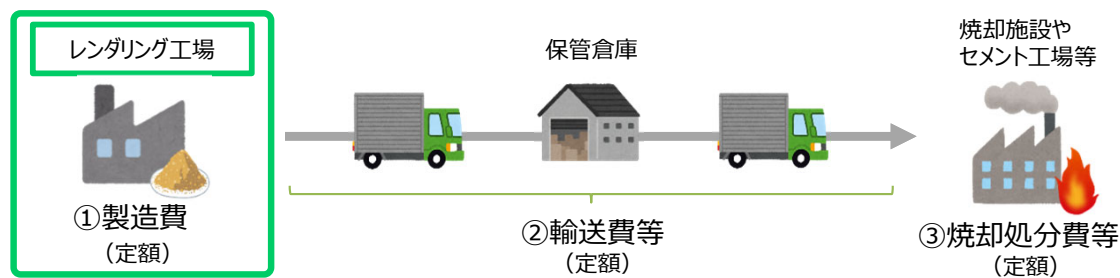 レンダリング工場
①製造費
（定額）
保管倉庫
②輸送費等
（定額）
焼却施設や
セメント工場等
③焼却処分費等
（定額）